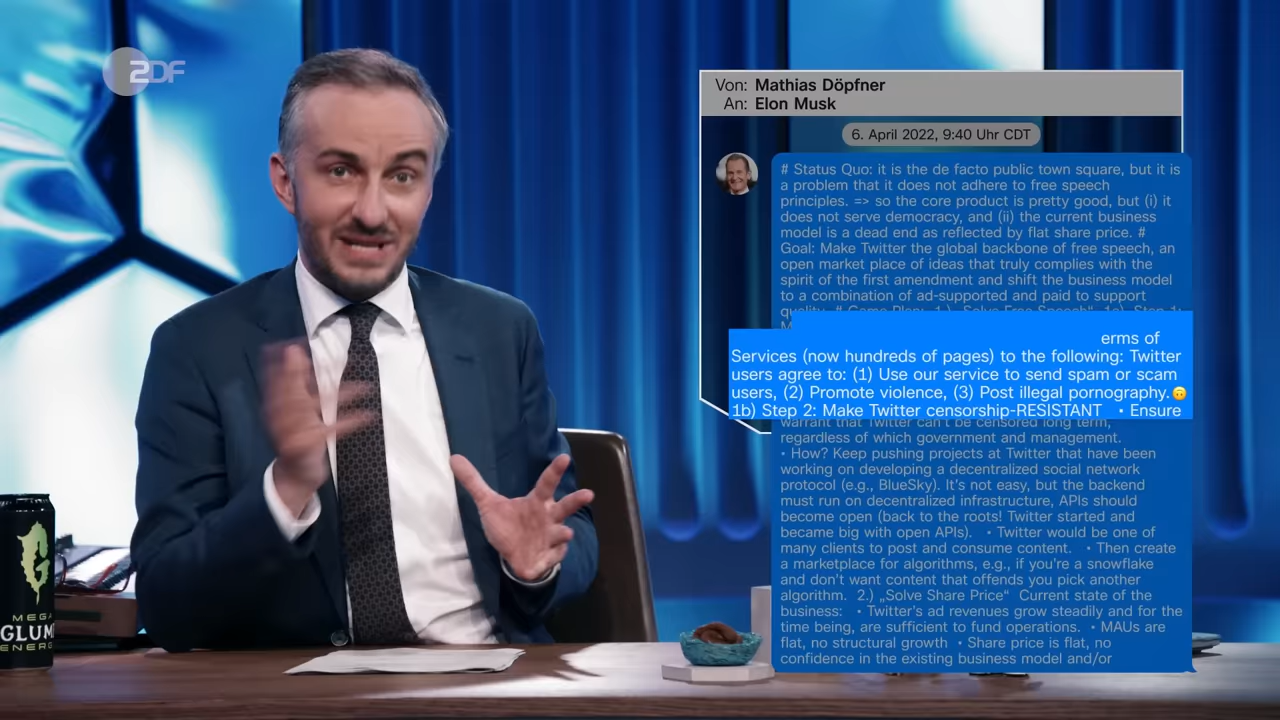 ZDF
Von: Mathias Döpfner
An: Elon Musk
6. April 2022, 9:40 Uhr CDT
# Status Quo: it is the de facto public town square, but it is
a problem that it does not adhere to free speech
principles. => so the core product is pretty good, but (i) it
does not serve democracy, and (ii) the current business
model is a dead end as reflected by flat share price. #
Goal: Make Twitter the global backbone of free speech, an
open market place of ideas that truly complies with the
spirit of the first amendment and shift the business model
to a combination of ad-supported and paid to support
quality # Game Plan: 1.) „Solve Free Speech“ 1a) Step 1:
erms of
Services (now hundreds of pages) to the following: Twitter
users agree to: (1) Use our service to send spam or scam
users, (2) Promote violence, (3) Post illegal pornography.🙃
1b) Step 2: Make Twitter censorship-RESISTANT • Ensure
warrant that Twitter can't be censored long term,
regardless of which government and management.
• How? Keep pushing projects at Twitter that have been
working on developing a decentralized social network
protocol (e.g., BlueSky). It's not easy, but the backend
must run on decentralized infrastructure, APIs should
become open (back to the roots! Twitter started and
became big with open APIs). • Twitter would be one of
many clients to post and consume content. • Then create
a marketplace for algorithms, e.g., if you're a snowflake
and don't want content that offends you pick another
algorithm. 2.) „Solve Share Price“ Current state of the
business: • Twitter's ad revenues grow steadily and for the
time being, are sufficient to fund operations. • MAUs are
flat, no structural growth • Share price is flat, no
confidence in the existing business model and/or
MEGA
GLUM
ENERG